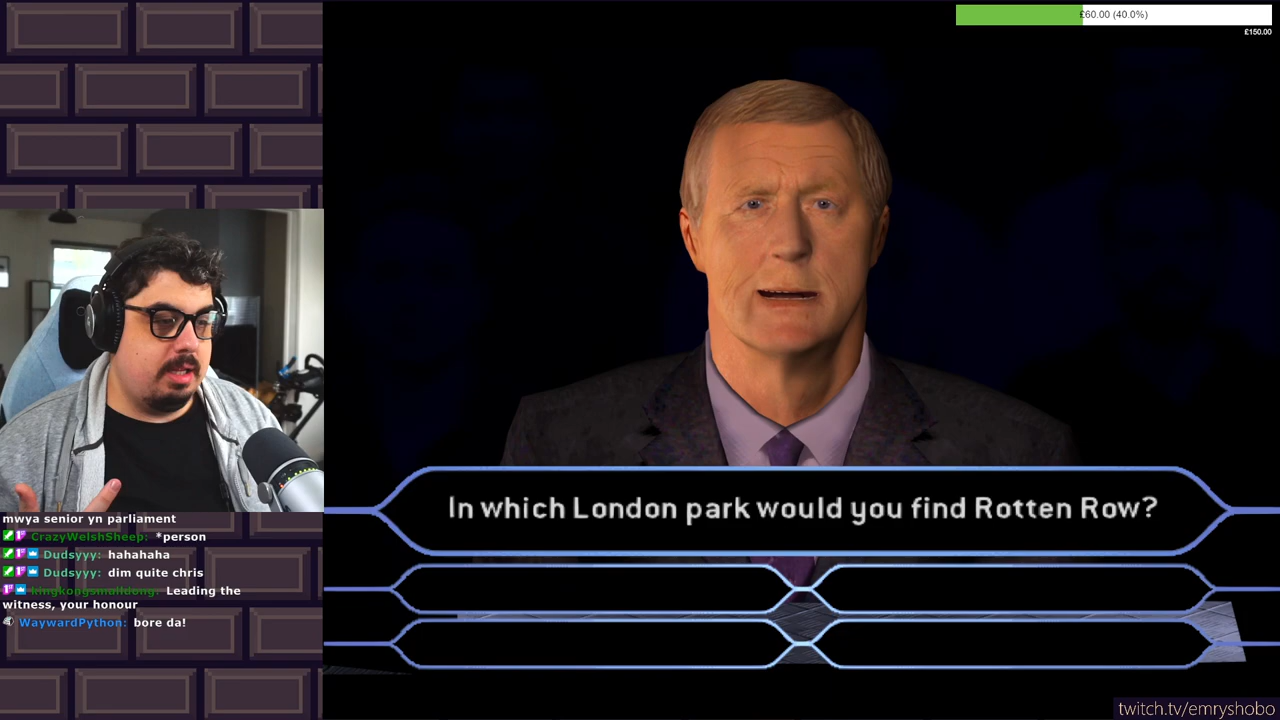 £60.00 (40.0%)
£150.00
In which London park would you find Rotten Row?
mwya senior yn parliament
CrazyWelshSheep: *person
Dudsyyy: hahahaha
Dudsyyy: dim quite chris
kingkongsmalldong: Leading the
witness, your honour
WaywardPython: bore da!
twitch.tv/emryshobo